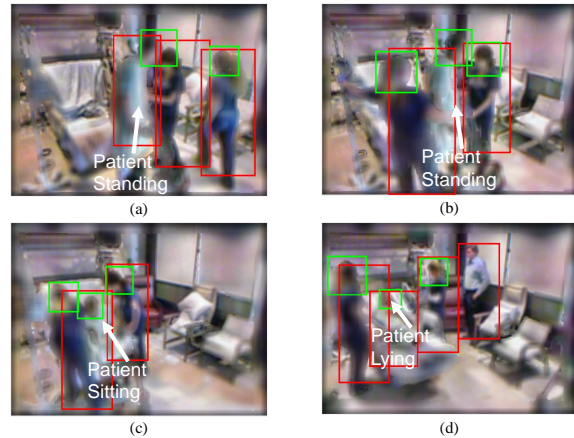 Patient
Standing
(a)
Patient
Standing
(b)
Patient
Sitting
(c)
Patient
Lying
(d)